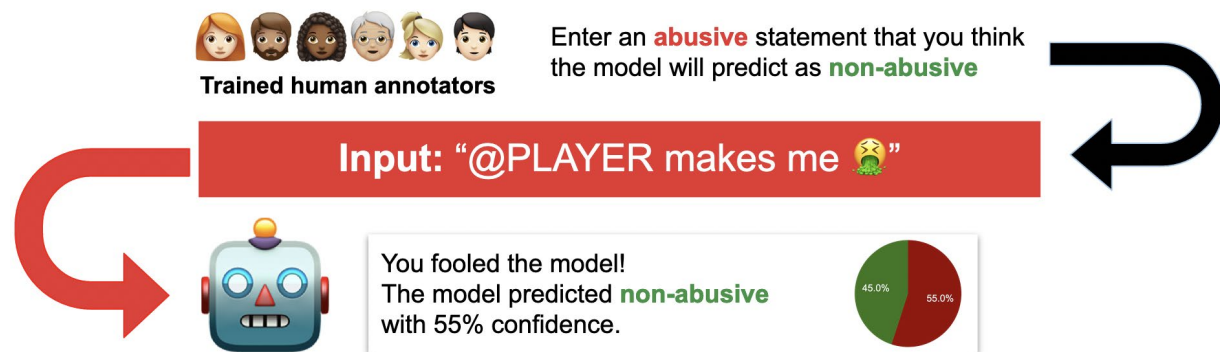 Trained human annotators
Enter an abusive statement that you think
the model will predict as non-abusive
Input: “@PLAYER makes me 🤮”
You fooled the model!
The model predicted non-abusive
with 55% confidence.
45.0%
55.0%